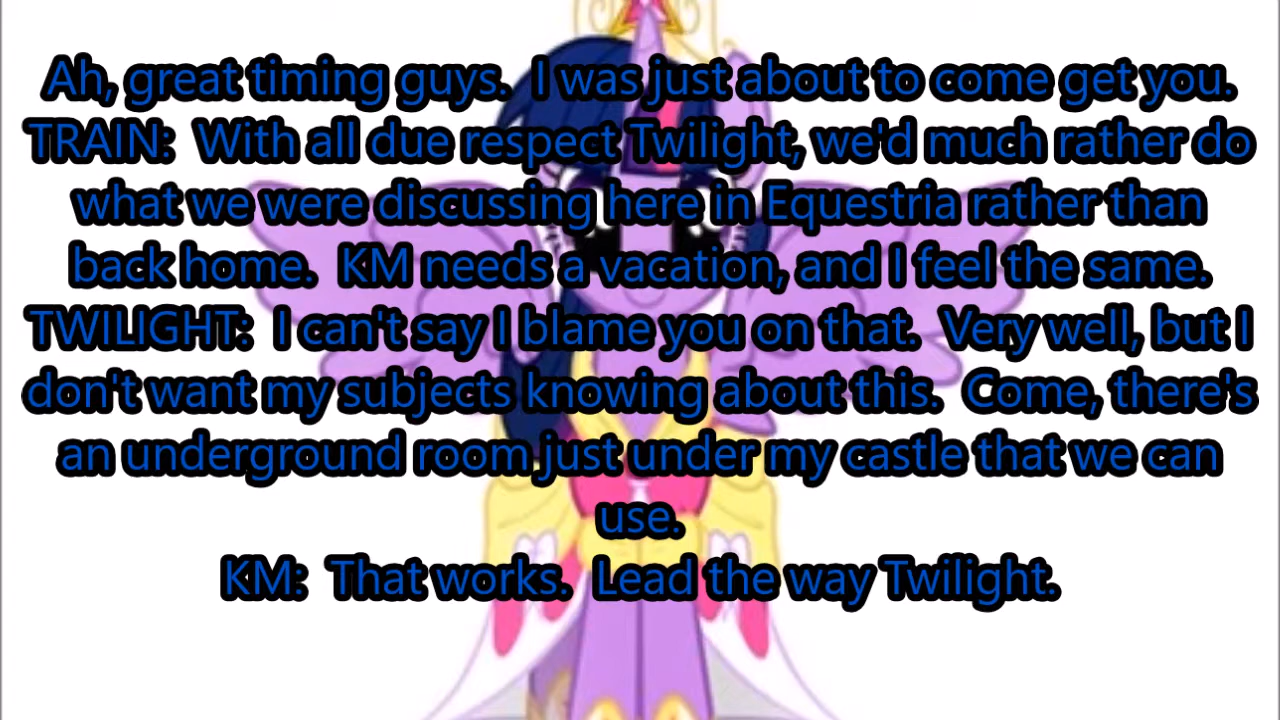 Ah, great timing guys.  I was just about to come get you.
TRAIN:  With all due respect Twilight, we'd much rather do
what we were discussing here in Equestria rather than
back home.  KM needs a vacation, and I feel the same.
TWILIGHT:  I can't say I blame you on that.  Very well, but I
don't want my subjects knowing about this.  Come, there's
an underground room just under my castle that we can
use.
KM:  That works.  Lead the way Twilight.